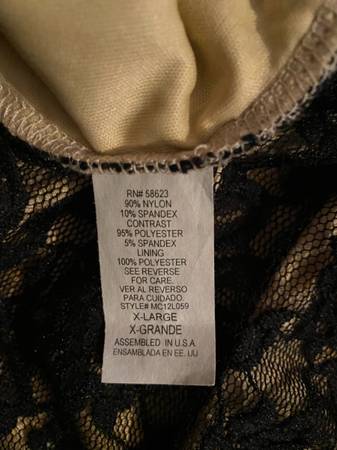 RN# 58623
90% NYLON
10% SPANDEX
CONTRAST
95% POLYESTER
5% SPANDEX
LINING
100% POLYESTER
SEE REVERSE
FOR CARE.
VER AL REVERSO
PARA CUIDADO.
STYLE# MC12L059
X-LARGE
X-GRANDE
ASSEMBLED IN U.S.A
ENSAMBLADA EN EE. UU